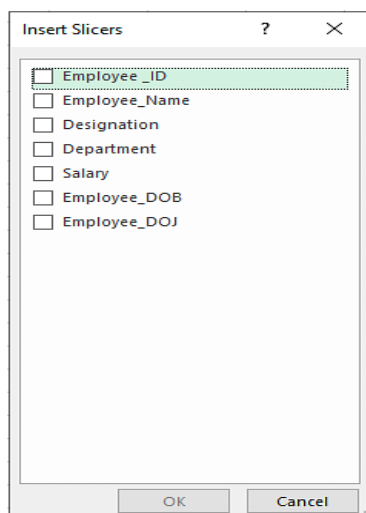 Insert Slicers ?
Employee _ID
Employee_Name
Designation
Department
Salary
Employee_DOB
Employee_DOJ
OK Cancel